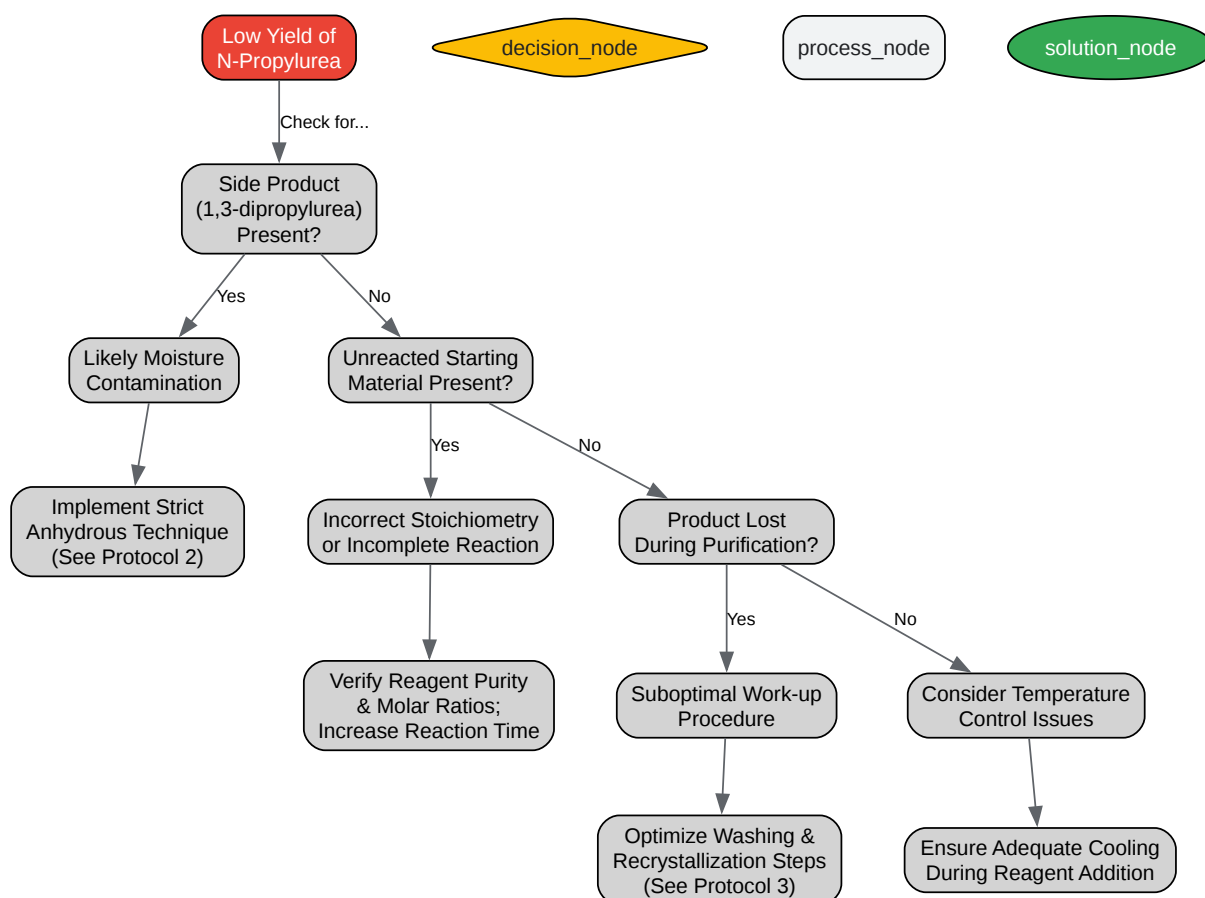 Low Yield of
N-Propylurea
decision_node
process_node
solution_node
Check for...
Side Product
(1,3-dipropylurea)
Present?
Yes
No
Likely Moisture
Contamination
Unreacted Starting
Material Present?
Yes
No
Implement Strict
Anhydrous Technique
(See Protocol 2)
Incorrect Stoichiometry
or Incomplete Reaction
Product Lost
During Purification?
Yes
No
Verify Reagent Purity
& Molar Ratios;
Increase Reaction Time
Suboptimal Work-up
Procedure
Consider Temperature
Control Issues
Optimize Washing &
Recrystallization Steps
(See Protocol 3)
Ensure Adequate Cooling
During Reagent Addition